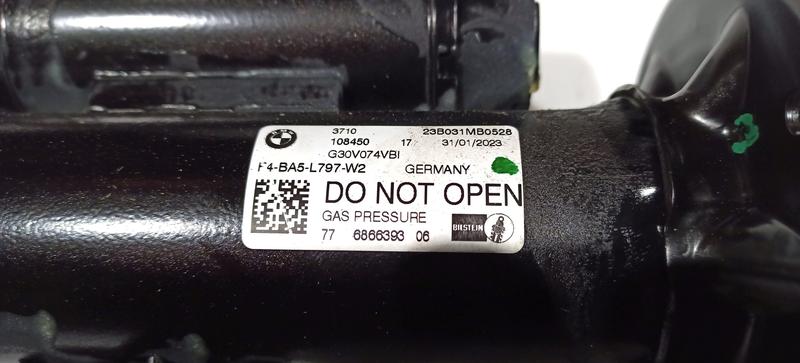 3710 23B031MB0528
108450 17 31/01/2023
G30V074VBI
F4-BA5-L797-W2 GERMANY
DO NOT OPEN
GAS PRESSURE
77 6866393 06
BILSTEIN